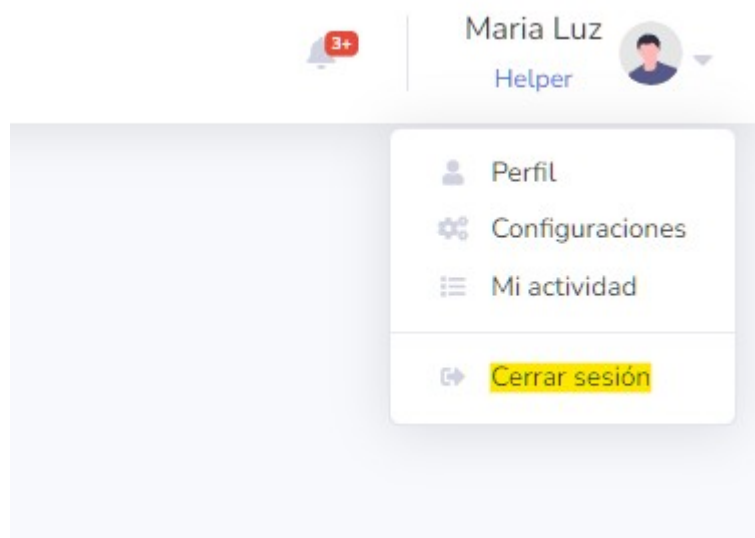 3+
Maria Luz
Helper
Perfil
Configuraciones
Mi actividad
Cerrar sesión